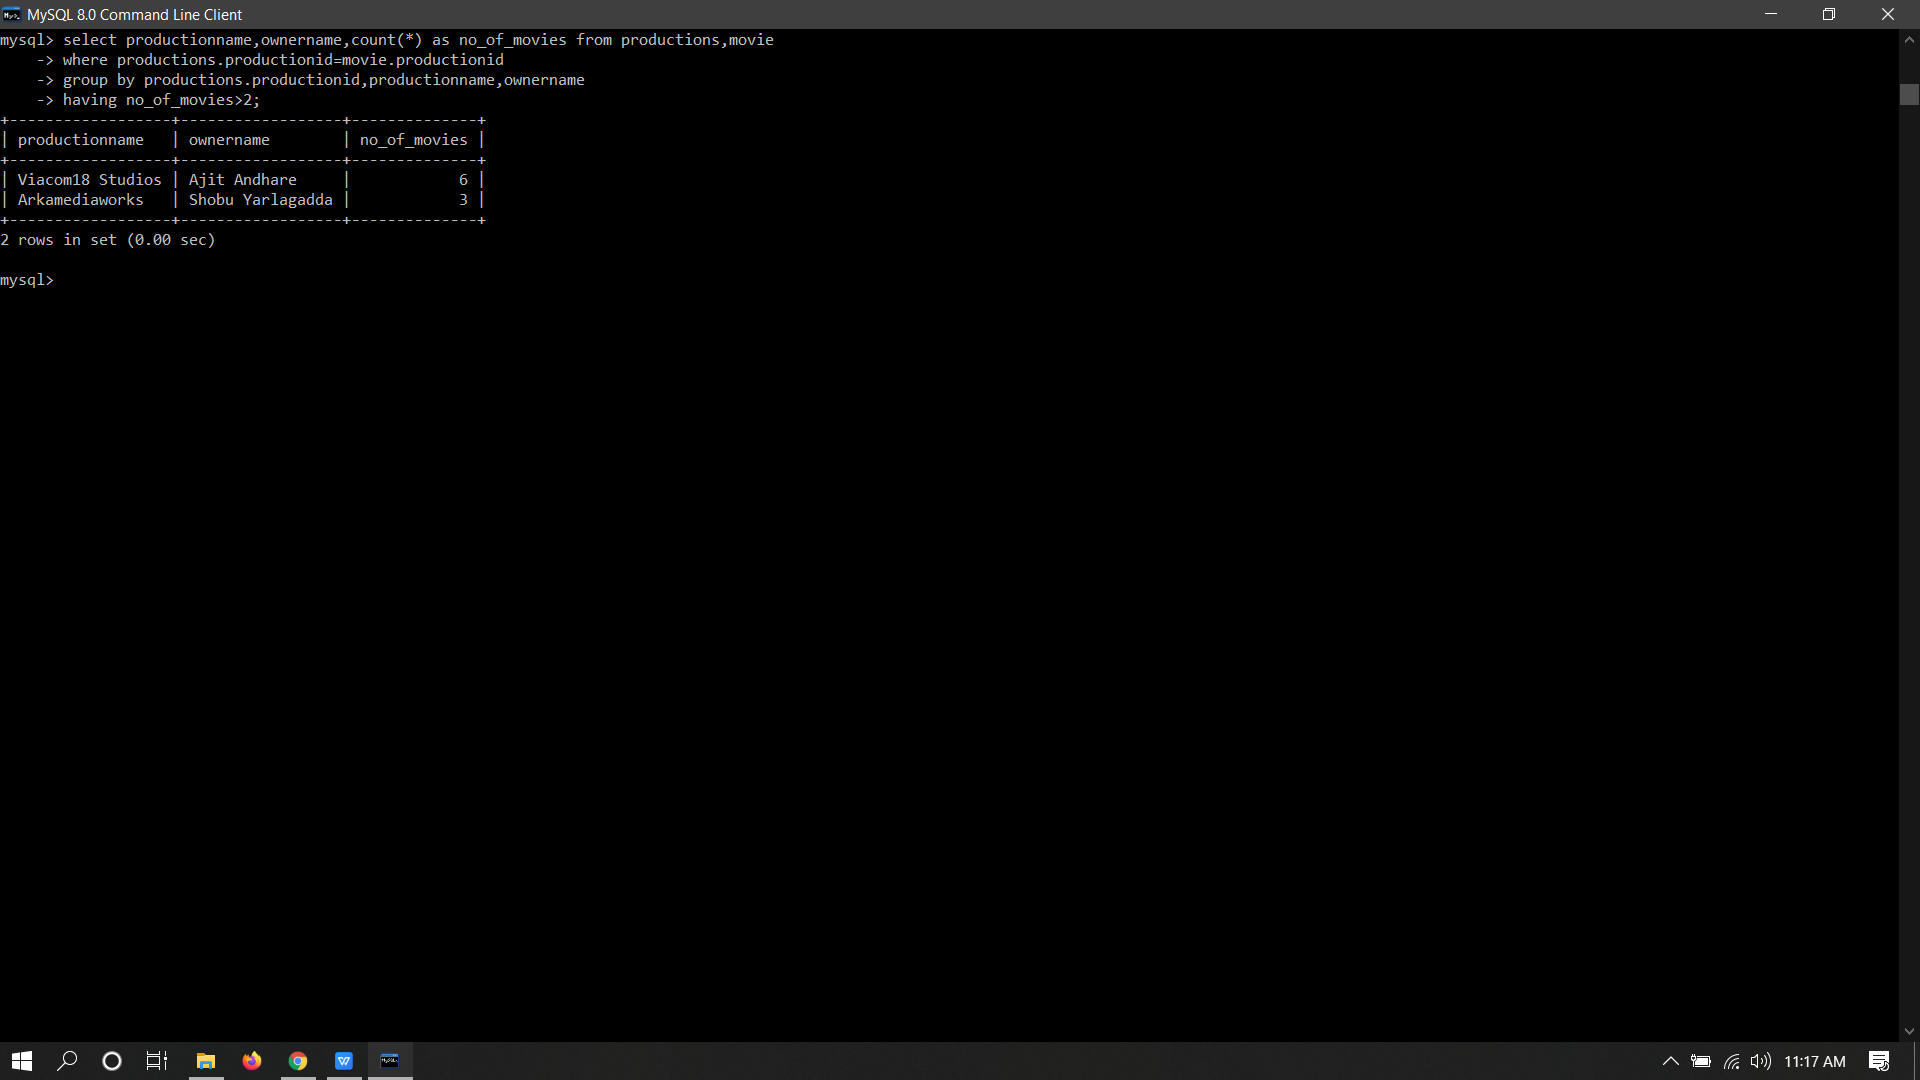 MySQL 8.0 Command Line Client
mysql> select productionname,ownername,count(*) as no_of_movies from productions,movie
    -> where productions.productionid=movie.productionid
    -> group by productions.productionid,productionname,ownername
    -> having no_of_movies>2;
+------------------+------------------+--------------+
| productionname   | ownername        | no_of_movies |
+------------------+------------------+--------------+
| Viacom18 Studios | Ajit Andhare     |            6 |
| Arkamediaworks   | Shobu Yarlagadda |            3 |
+------------------+------------------+--------------+
2 rows in set (0.00 sec)
mysql>
11:17 AM